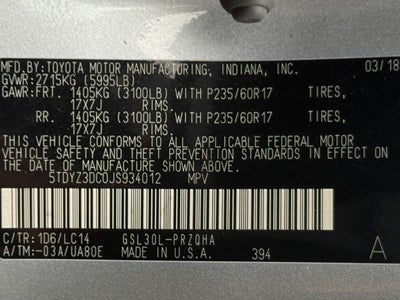 MFD. BY: TOYOTA MOTOR MANUFACTURING, INDIANA, INC. 03/18
GVWR: 2715KG (5995LB)
GAWR: FRT. 1405KG (3100LB) WITH P235/60R17 TIRES,
17X7J RIMS,
RR. 1405KG (3100LB) WITH P235/60R17 TIRES,
17X7J RIMS.
THIS VEHICLE CONFORMS TO ALL APPLICABLE FEDERAL MOTOR
VEHICLE SAFETY, BUMPER, AND THEFT PREVENTION STANDARDS
IN EFFECT ON THE DATE OF MANUFACTURE SHOWN ABOVE.
5TDYZ3DC0JS934012 MPV
C/TR: 1D6/LC14 GSL30L-PRZQHA A
A/TM: -03A/UA80E MADE IN U.S.A. 394